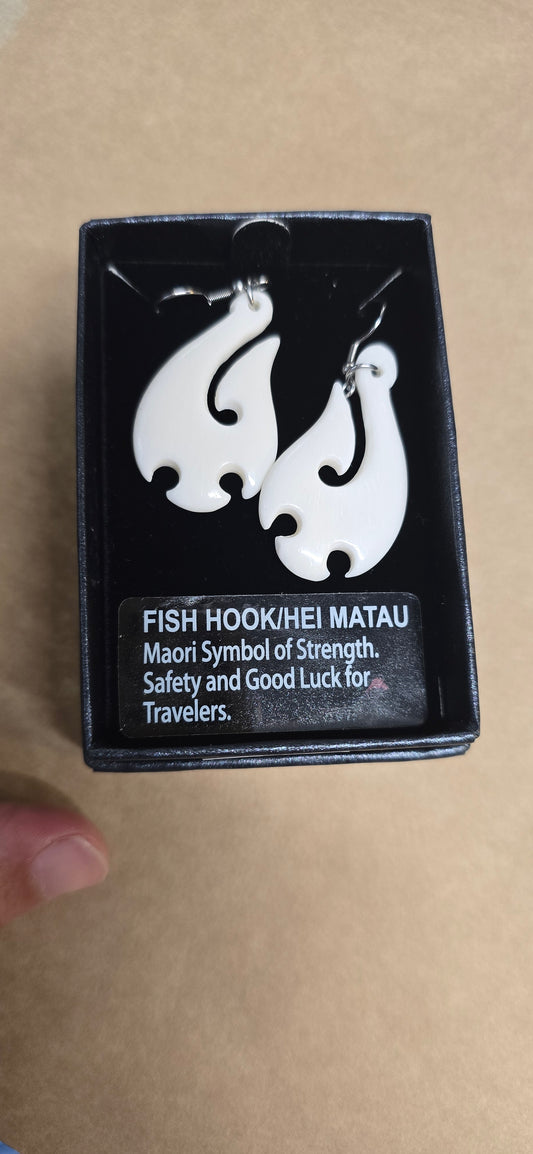 FISH HOOK/HEI MATAU
Maori Symbol of Strength.
Safety and Good Luck for
Travelers.